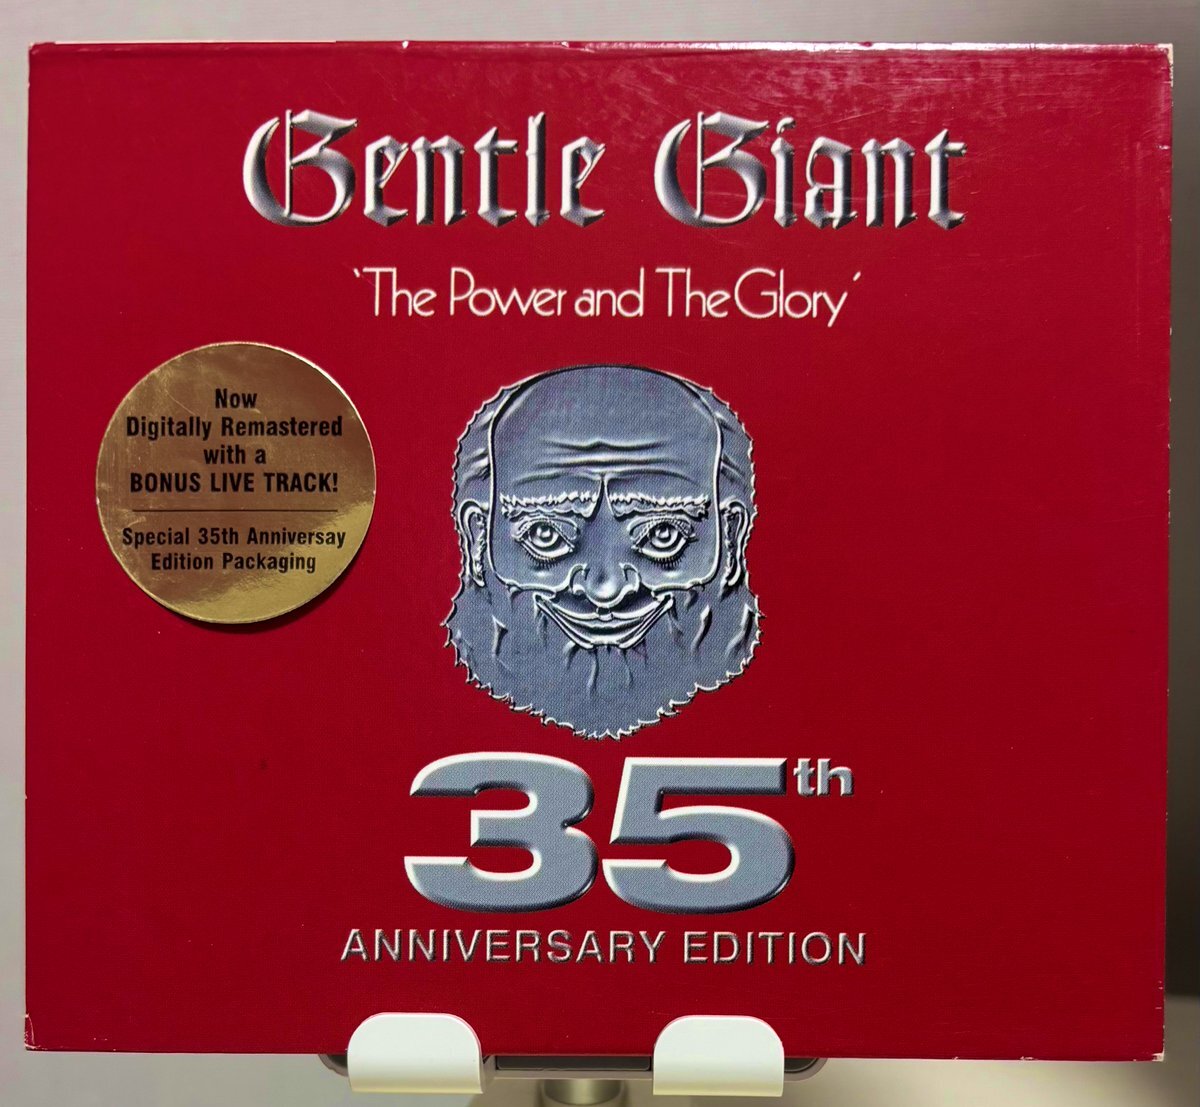 Gentle Giant
'The Power and The Glory'
Now
Digitally Remastered
with a
BONUS LIVE TRACK!
Special 35th Anniversay
Edition Packaging
35th
ANNIVERSARY EDITION